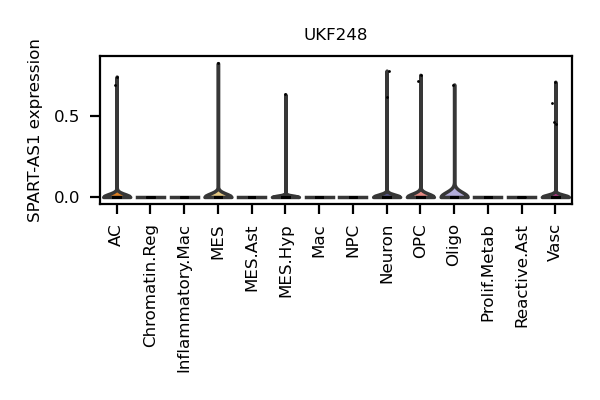 UKF248
SPART-AS1 expression
0.5
0.0
AC
Chromatin.Reg
Inflammatory.Mac
MES
MES.Ast
MES.Hyp
Mac
NPC
Neuron
OPC
Oligo
Prolif.Metab
Reactive.Ast
Vasc